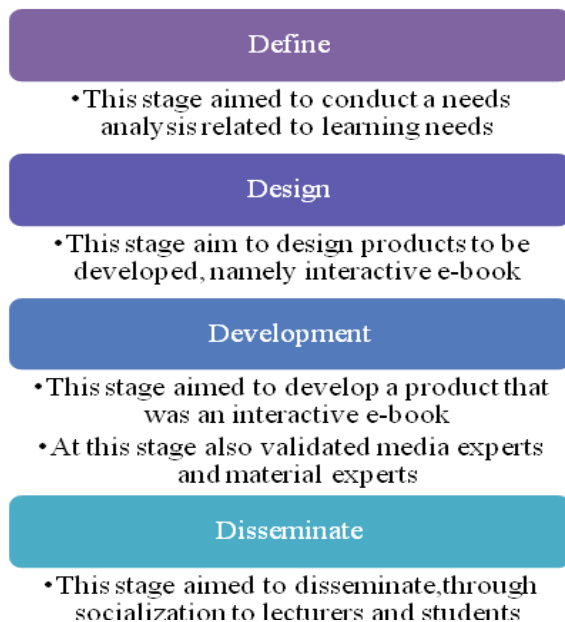 Define
•This stage aimed to conduct a needs
analysis related to learning needs
Design
•This stage aim to design products to be
developed, namely interactive e-book
Development
•This stage aimed to develop a product that
was an interactive e-book
•At this stage also validated media experts
and material experts
Disseminate
•This stage aimed to disseminate,through
socialization to lecturers and students